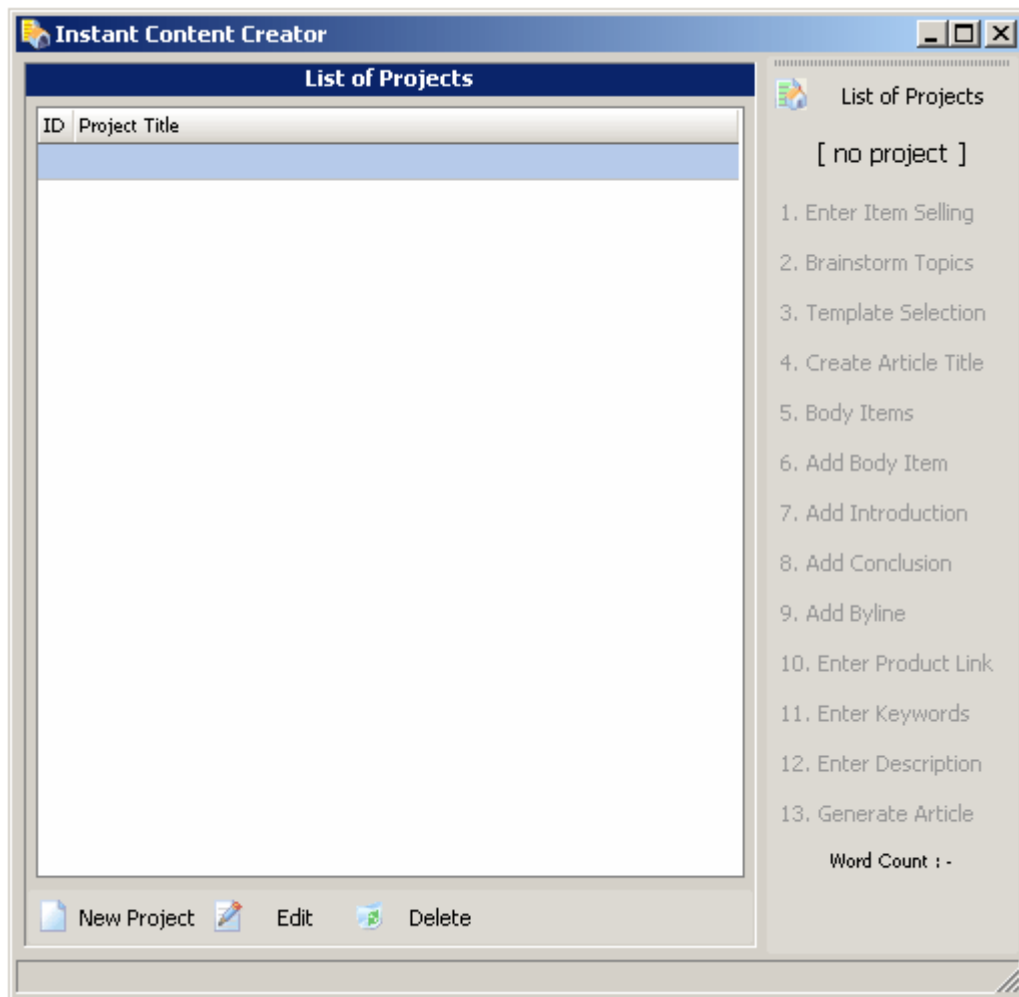 Instant Content Creator
List of Projects
ID Project Title
New Project Edit Delete
List of Projects
[ no project ]
1. Enter Item Selling
2. Brainstorm Topics
3. Template Selection
4. Create Article Title
5. Body Items
6. Add Body Item
7. Add Introduction
8. Add Conclusion
9. Add Byline
10. Enter Product Link
11. Enter Keywords
12. Enter Description
13. Generate Article
Word Count : -